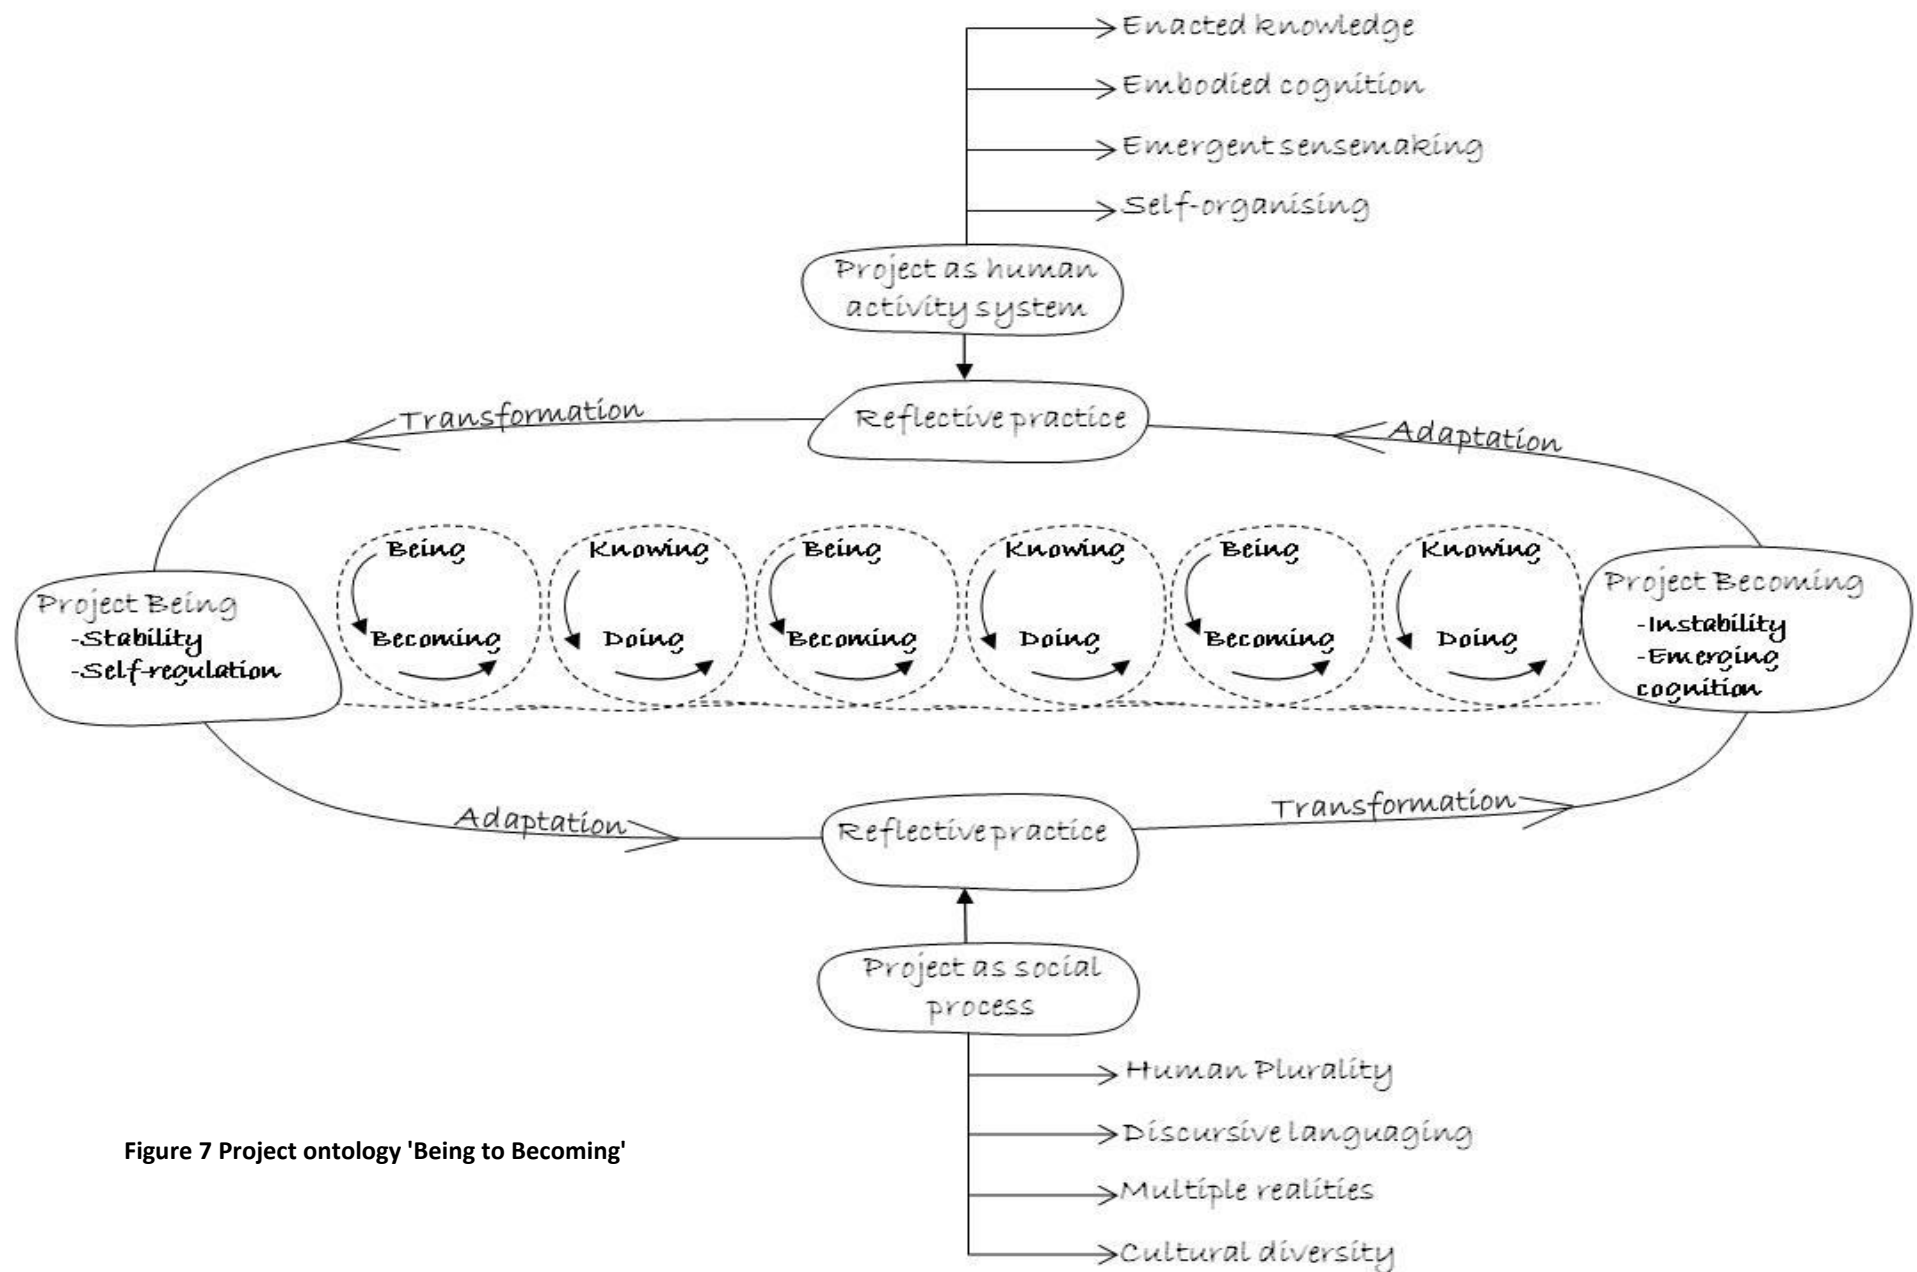 Enacted knowledge
Embodied cognition
Emergent sensemaking
Self-organising
Project as human
activity system
Transformation
Reflective practice
Adaptation
Being
Knowing
Being
Knowing
Being
Knowing
Becoming
Doing
Becoming
Doing
Becoming
Doing
Project Being
-Stability
-Self-regulation
Project Becoming
-Instability
-Emerging
cognition
Adaptation
Reflective practice
Transformation
Project as social
process
Human Plurality
Discursive languaging
Multiple realities
Cultural diversity
Figure 7 Project ontology 'Being to Becoming'